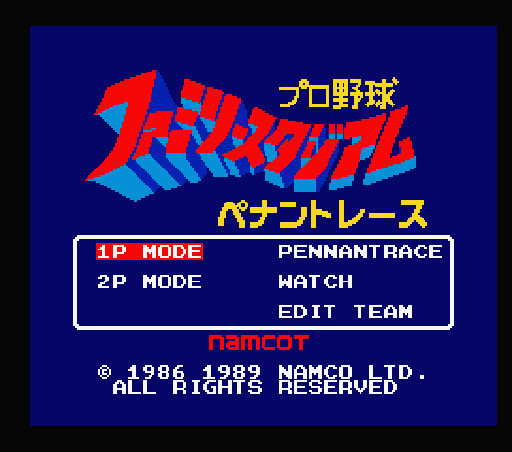 プロ野球
ファミリースタジアム
ペナントレース
1P MODE PENNANTRACE
2P MODE WATCH
EDIT TEAM
namcot
© 1986 1989 NAMCO LTD.
ALL RIGHTS RESERVED